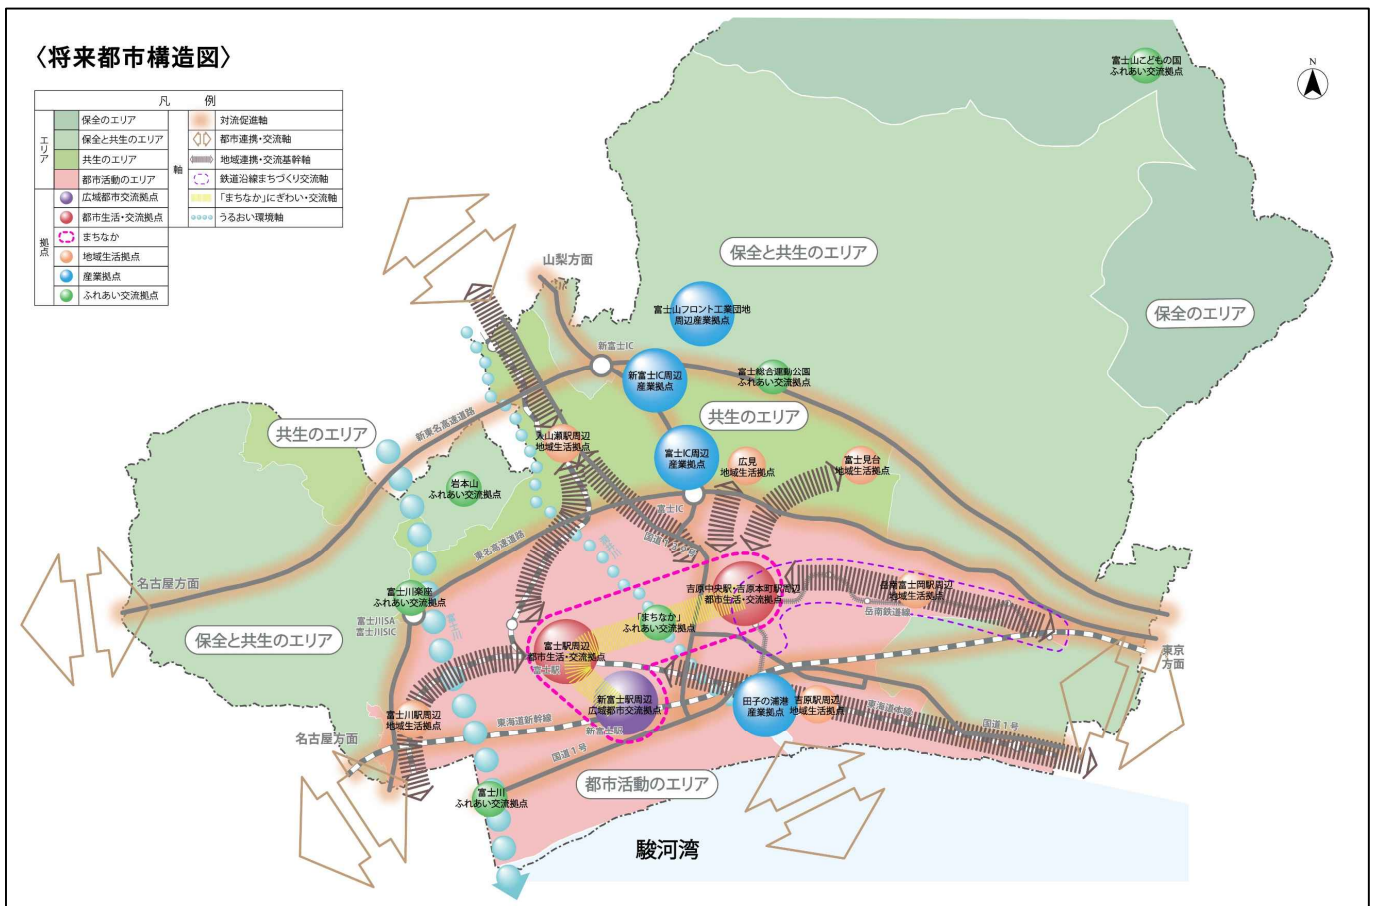 〈将来都市構造図〉
凡 例
エリア
保全のエリア
保全と共生のエリア
共生のエリア
都市活動のエリア
拠点
広域都市交流拠点
都市生活・交流拠点
まちなか
地域生活拠点
産業拠点
ふれあい交流拠点
軸
対流促進軸
都市連携・交流軸
地域連携・交流基幹軸
鉄道沿線まちづくり交流軸
「まちなか」にぎわい・交流軸
うるおい環境軸
N
富士山こどもの国
ふれあい交流拠点
山梨方面
保全と共生のエリア
保全のエリア
富士山フロント工業団地
周辺産業拠点
新富士IC
新富士IC周辺
産業拠点
富士総合運動公園
ふれあい交流拠点
共生のエリア
共生のエリア
新東名高速道路
入山瀬駅周辺
地域生活拠点
富士IC周辺
産業拠点
広見
地域生活拠点
富士見台
地域生活拠点
岩本山
ふれあい交流拠点
富士IC
東名高速道路
国道139号
名古屋方面
富士川楽座
ふれあい交流拠点
富士川SA
富士川SIC
富士川
吉原中央駅・吉原本町駅周辺
都市生活・交流拠点
岳南富士岡駅周辺
地域生活拠点
岳南鉄道線
「まちなか」
ふれあい交流拠点
保全と共生のエリア
富士駅周辺
都市生活・交流拠点
富士駅
東京
方面
新富士駅周辺
広域都市交流拠点
新富士駅
田子の浦港
産業拠点
吉原駅周辺
地域生活拠点
東海道本線
国道1号
富士川駅周辺
地域生活拠点
東海道新幹線
名古屋方面
国道1号
都市活動のエリア
富士川
ふれあい交流拠点
駿河湾